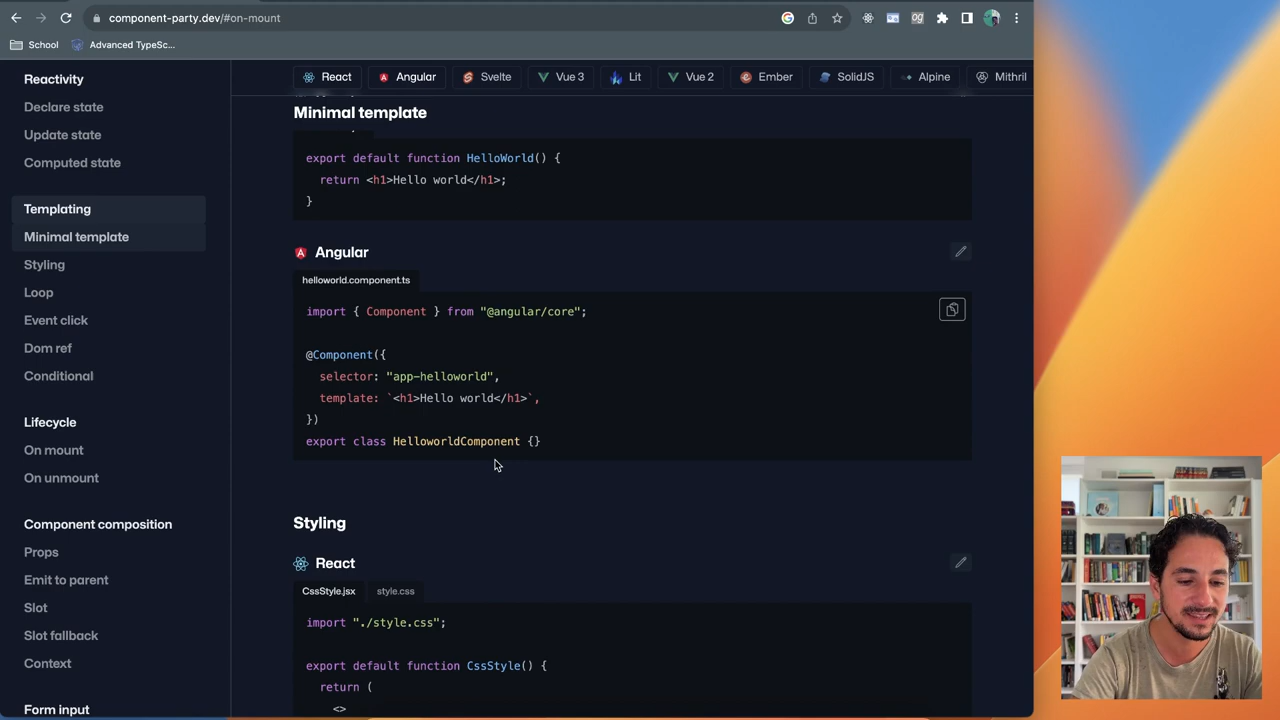 component-party.dev/#on-mount
School
Advanced TypeSc...
Reactivity
Declare state
Update state
Computed state
Templating
Minimal template
Styling
Loop
Event click
Dom ref
Conditional
Lifecycle
On mount
On unmount
Component composition
Props
Emit to parent
Slot
Slot fallback
Context
Form input
React
Angular
Svelte
Vue 3
Lit
Vue 2
Ember
SolidJS
Alpine
Mithril
Minimal template
export default function HelloWorld() {
return <h1>Hello world</h1>;
}
Angular
helloworld.component.ts
import { Component } from "@angular/core";
@Component({
selector: "app-helloworld",
template: `<h1>Hello world</h1>`,
})
export class HelloworldComponent {}
Styling
React
CssStyle.jsx
style.css
import "./style.css";
export default function CssStyle() {
return (
<>